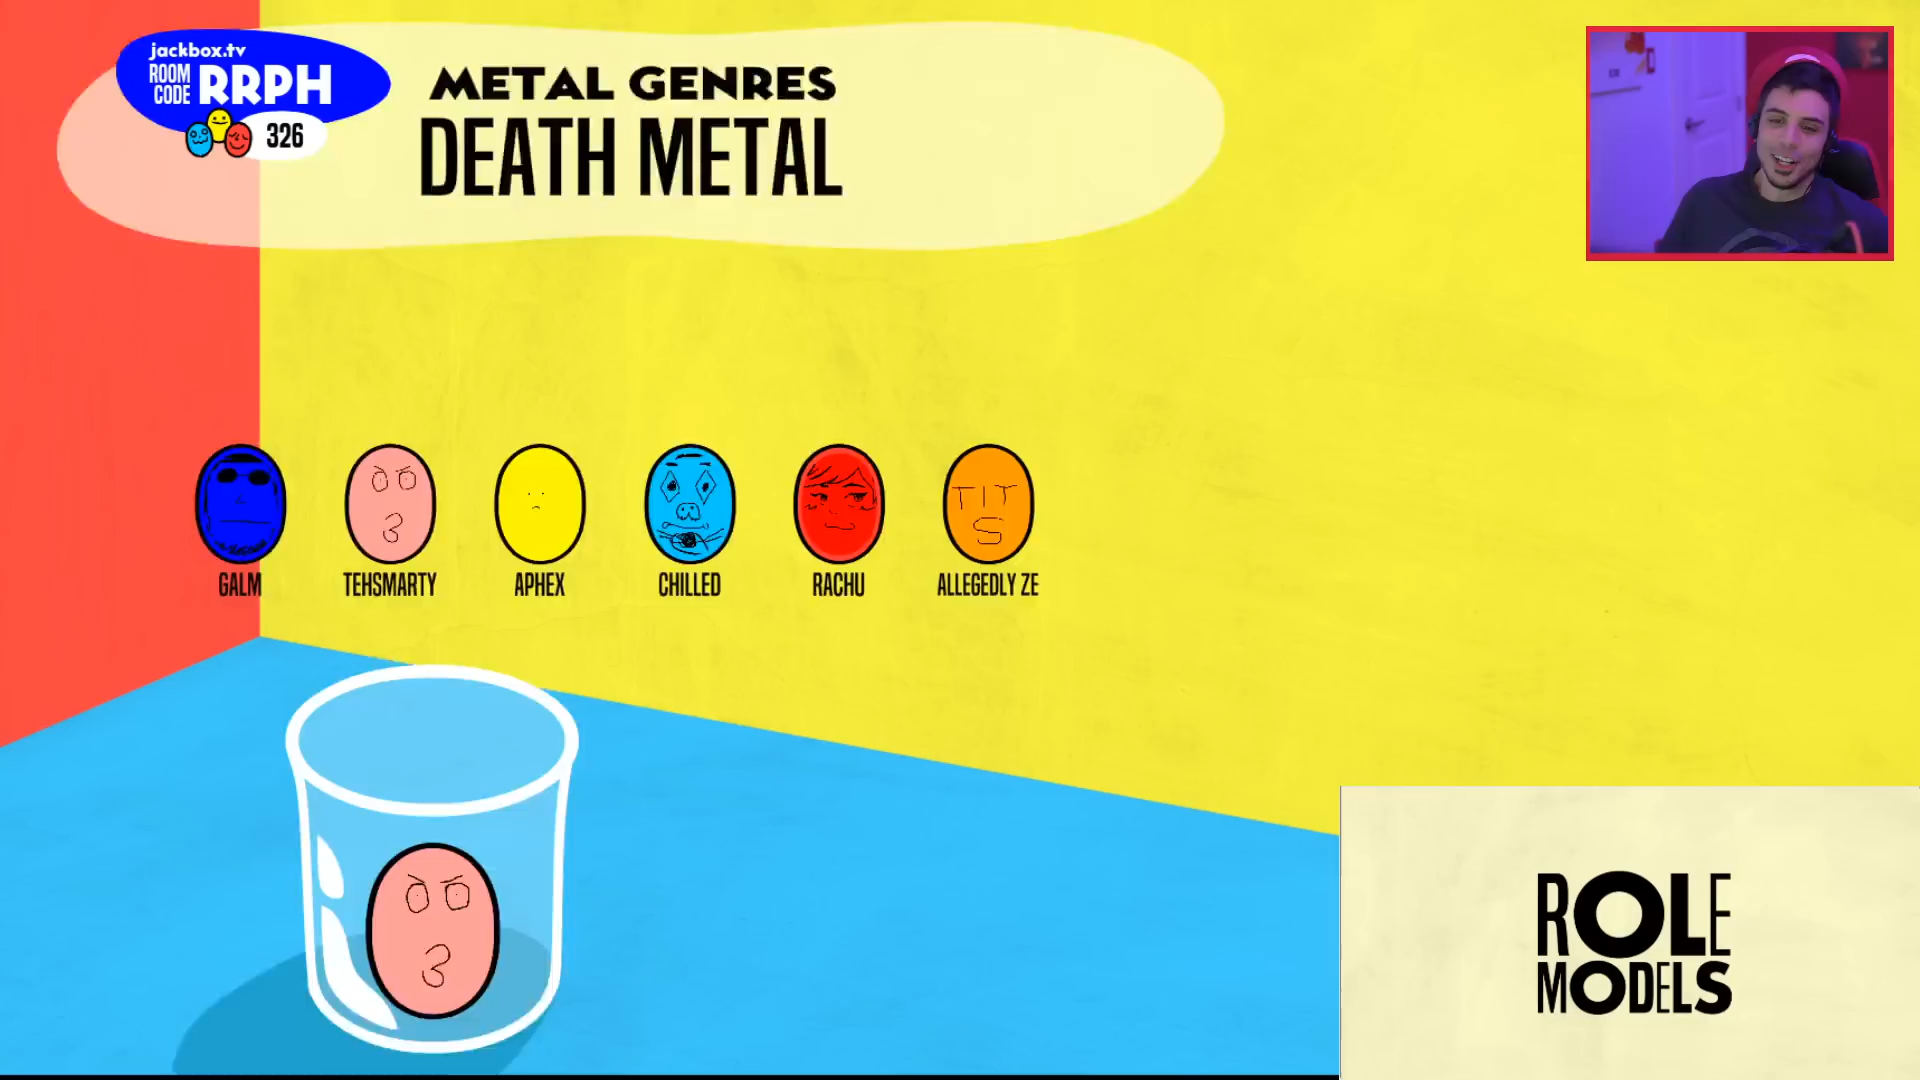 jackbox.tv
ROOM
CODE
RRPH
326
METAL GENRES
DEATH METAL
TIT
S
GALM
TEHSMARTY
APHEX
CHILLED
RACHU
ALLEGEDLY ZE
ROLE
MODELS